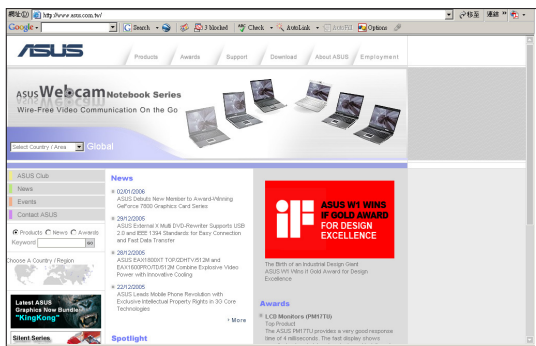 網址(D) http://www.asus.com.tw/ 移至 連結 »
Google Search 3 blocked Check AutoLink AutoFill Options
ASUS
Products Awards Support Download About ASUS Employment
ASUS Webcam Notebook Series
Wire-Free Video Communication On the Go
Select Country / Area Global
ASUS Club
News
Events
Contact ASUS
Products News Awards
Keyword GO
Choose A Country / Region
Latest ASUS
Graphics Now Bundle
"KingKong"
Silent Series
News
02/01/2006
ASUS Debuts New Member to Award-Winning
GeForce 7800 Graphics Card Series
29/12/2005
ASUS External X Multi DVD-Rewriter Supports USB
2.0 and IEEE 1394 Standards for Easy Connection
and Fast Data Transfer
28/12/2005
ASUS EAX1800XT TOP/2DHTV/512M and
EAX1600PRO/TD/512M Combine Explosive Video
Power with Innovative Cooling
22/12/2005
ASUS Leads Mobile Phone Revolution with
Exclusive Intellectual Property Rights in 3G Core
Technologies
More
Spotlight
ASUS W1 WINS
IF GOLD AWARD
FOR DESIGN
EXCELLENCE
The Birth of an Industrial Design Giant
ASUS W1 Wins iF Gold Award for Design
Excellence
Awards
LCD Monitors (PM17TU)
Top Product
The ASUS PM17TU provides a very good response
time of 4 milliseconds. The fast display shows